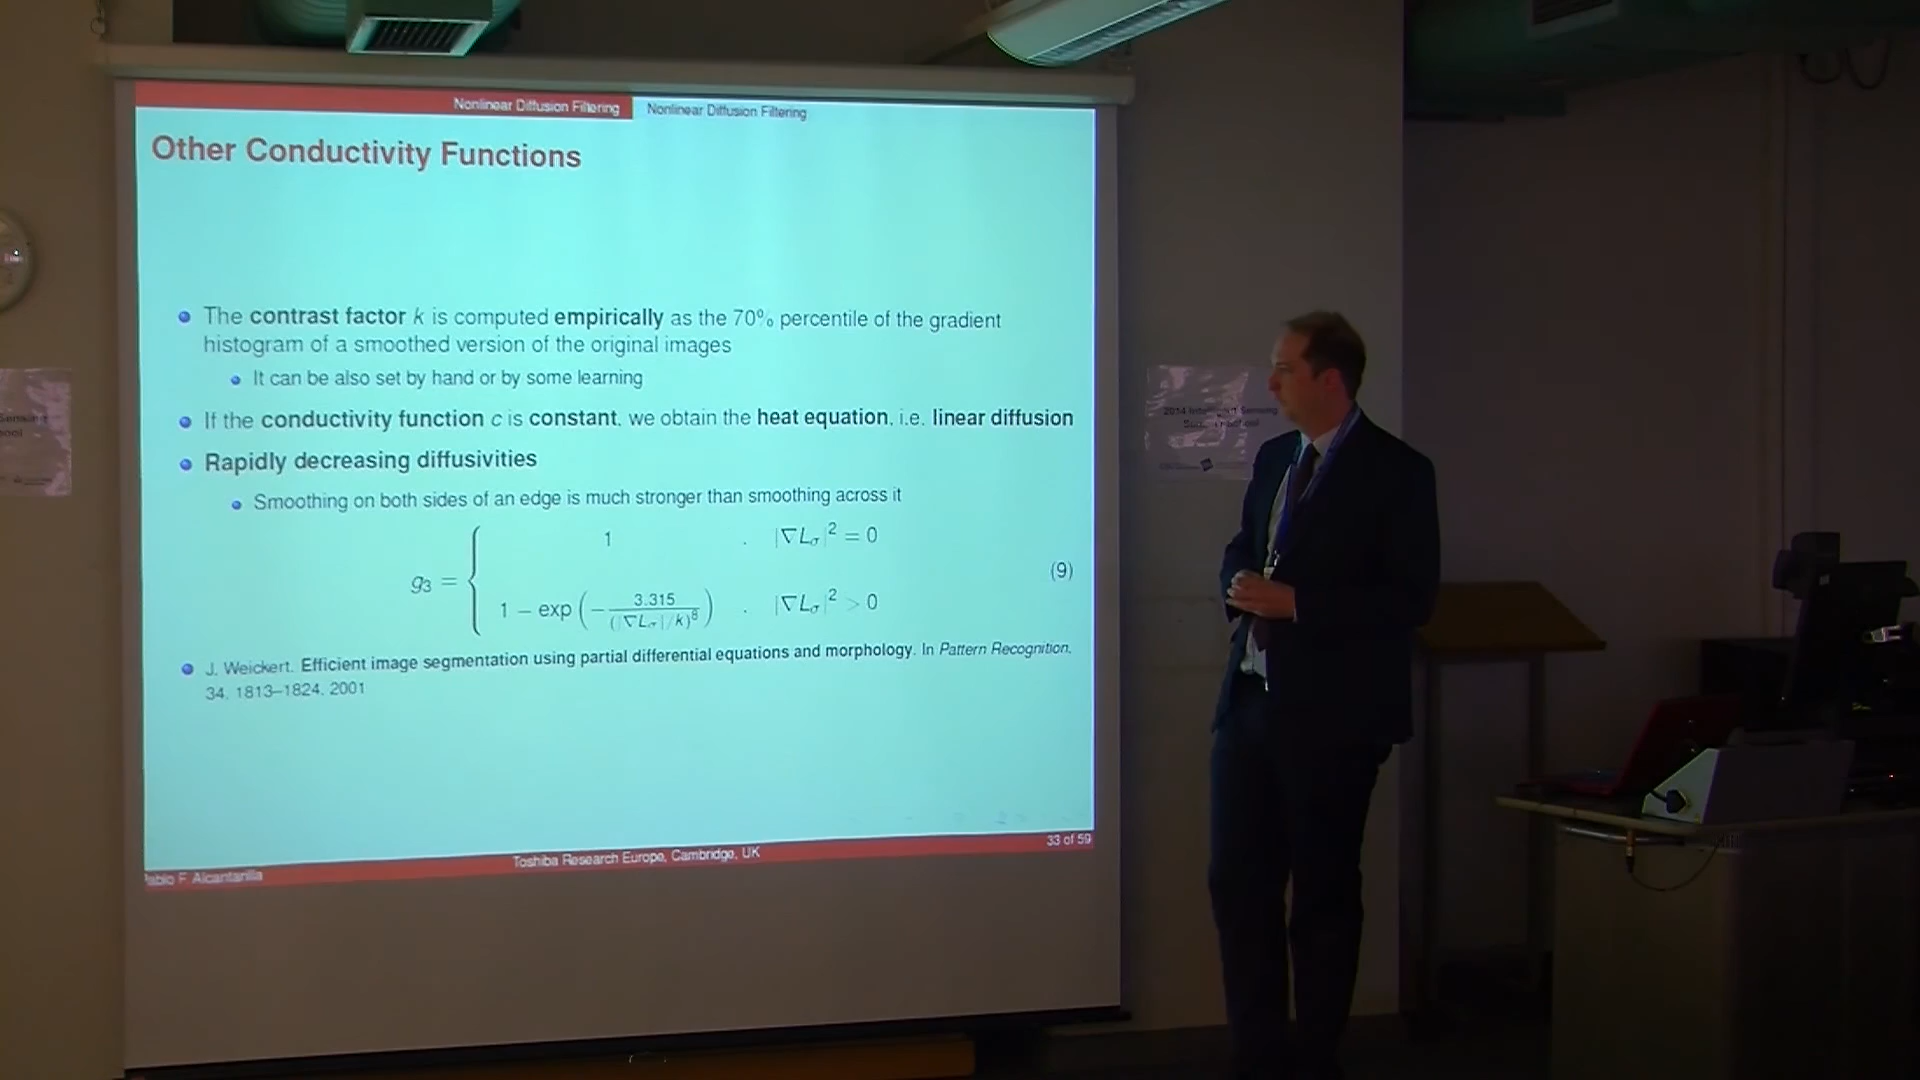 Nonlinear Diffusion Filtering Nonlinear Diffusion Filtering
Other Conductivity Functions
The contrast factor k is computed empirically as the 70% percentile of the gradient
histogram of a smoothed version of the original images
It can be also set by hand or by some learning
If the conductivity function c is constant, we obtain the heat equation, i.e. linear diffusion
Rapidly decreasing diffusivities
Smoothing on both sides of an edge is much stronger than smoothing across it
g3 = { 1 , |∇Lσ|² = 0
1 − exp (− 3.315 / (|∇Lσ|/k)⁸) , |∇Lσ|² > 0
(9)
J. Weickert. Efficient image segmentation using partial differential equations and morphology. In Pattern Recognition,
34, 1813–1824, 2001
Pablo F. Alcantarilla Toshiba Research Europe, Cambridge, UK 33 of 59
2014 Intelligent Sensing
Summer School